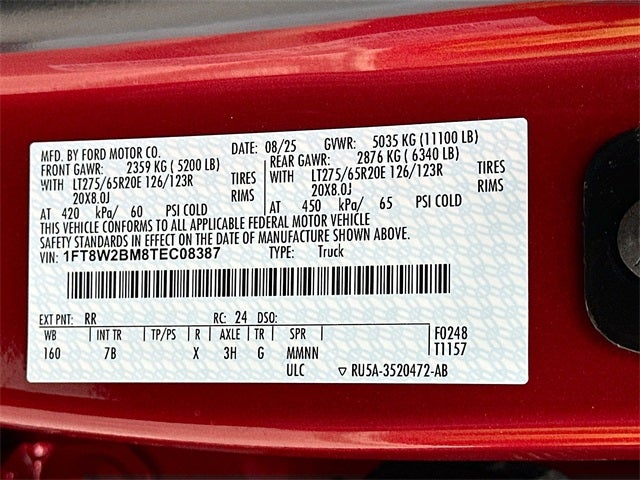 MFD. BY FORD MOTOR CO. DATE: 08/25 GVWR: 5035 KG (11100 LB)
FRONT GAWR: 2359 KG ( 5200 LB) REAR GAWR: 2876 KG ( 6340 LB)
WITH LT275/65R20E 126/123R TIRES WITH LT275/65R20E 126/123R TIRES
20X8.0J RIMS 20X8.0J RIMS
AT 420 kPa/ 60 PSI COLD AT 450 kPa/ 65 PSI COLD
THIS VEHICLE CONFORMS TO ALL APPLICABLE FEDERAL MOTOR VEHICLE
SAFETY STANDARDS IN EFFECT ON THE DATE OF MANUFACTURE SHOWN ABOVE.
VIN: 1FT8W2BM8TEC08387 TYPE: Truck
EXT PNT: RR RC: 24 DSO:
WB INT TR TP/PS R AXLE TR SPR F0248
160 7B X 3H G MMNN T1157
ULC ▽ RU5A-3520472-AB